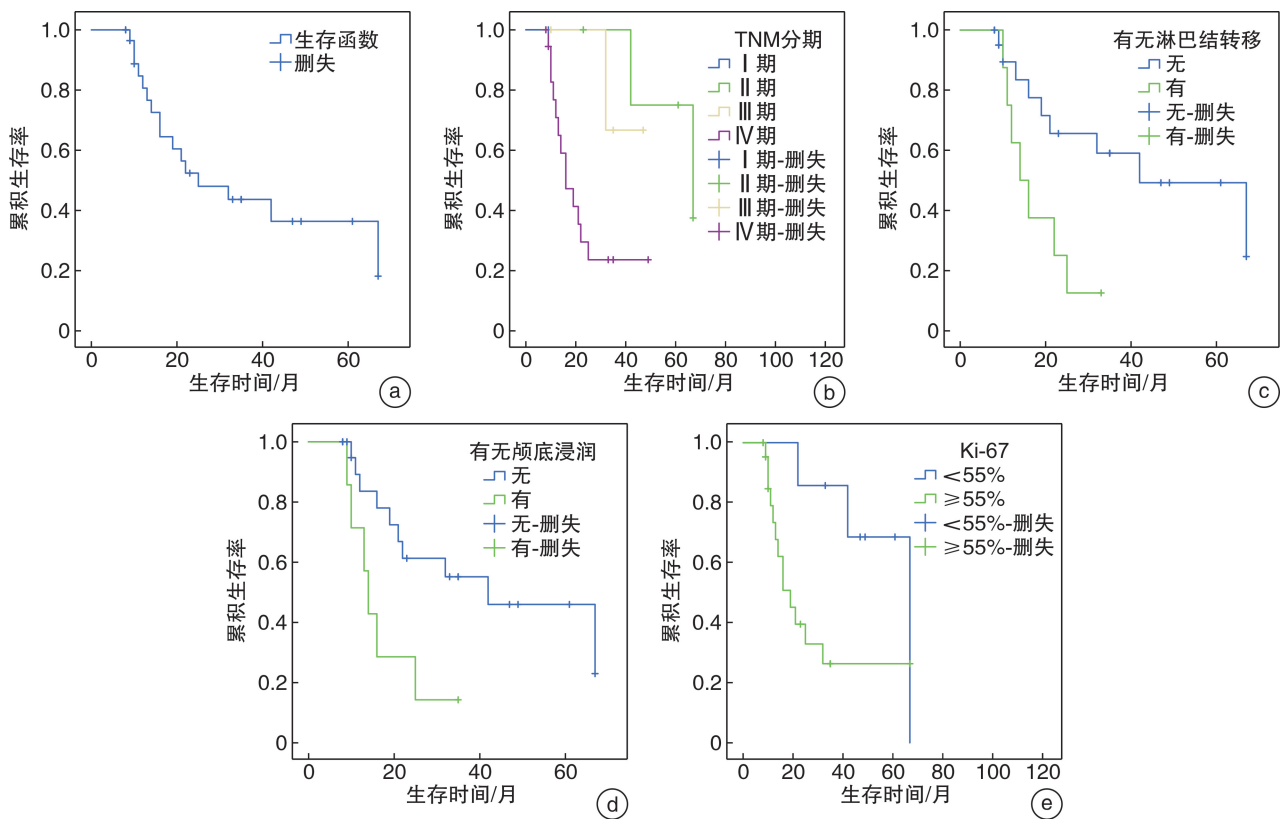 1.0
0.8
0.6
0.4
0.2
0
累积生存率
生存函数
删失
0 20 40 60
生存时间/月
a
1.0
0.8
0.6
0.4
0.2
0
累积生存率
TNM分期
Ⅰ期
Ⅱ期
Ⅲ期
Ⅳ期
Ⅰ期-删失
Ⅱ期-删失
Ⅲ期-删失
Ⅳ期-删失
0 20 40 60 80 100 120
生存时间/月
b
1.0
0.8
0.6
0.4
0.2
0
累积生存率
有无淋巴结转移
无
有
无-删失
有-删失
0 20 40 60
生存时间/月
c
1.0
0.8
0.6
0.4
0.2
0
累积生存率
有无颅底浸润
无
有
无-删失
有-删失
0 20 40 60
生存时间/月
d
1.0
0.8
0.6
0.4
0.2
0
累积生存率
Ki-67
<55%
≥55%
<55%-删失
≥55%-删失
0 20 40 60 80 100 120
生存时间/月
e